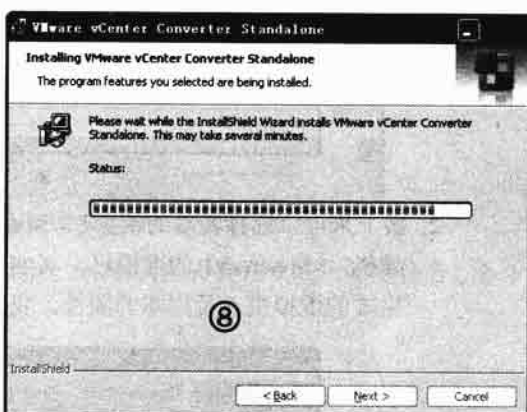 VMware vCenter Converter Standalone
Installing VMware vCenter Converter Standalone
The program features you selected are being installed.
Please wait while the InstallShield Wizard installs VMware vCenter Converter
Standalone. This may take several minutes.
Status:
⑧
InstallShield
< Back
Next >
Cancel